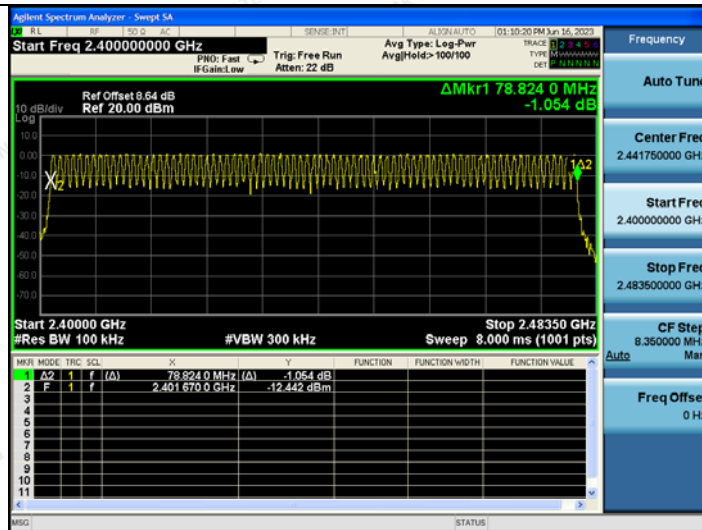 Agilent Spectrum Analyzer - Swept SA
RL RF 50 Ω AC SENSE:INT ALIGNAUTO 01:10:20 PM Jun 16, 2023
Start Freq 2.400000000 GHz
PNO: Fast
IFGain:Low
Trig: Free Run
Atten: 22 dB
Avg Type: Log-Pwr
Avg|Hold:> 100/100
TRACE 1 2 3 4 5 6
TYPE M
DET P N N N N N
ΔMkr1 78.824 0 MHz
-1.054 dB
Ref Offset 8.64 dB
10 dB/div Ref 20.00 dBm
Log
10.0
0.00
-10.0
-20.0
-30.0
-40.0
-50.0
-60.0
-70.0
2
1Δ2
Start 2.40000 GHz Stop 2.48350 GHz
#Res BW 100 kHz #VBW 300 kHz Sweep 8.000 ms (1001 pts)
MKR MODE TRC SCL X Y FUNCTION FUNCTION WIDTH FUNCTION VALUE
1 Δ2 1 f (Δ) 78.824 0 MHz (Δ) -1.054 dB
2 F 1 f 2.401 670 0 GHz -12.442 dBm
3
4
5
6
7
8
9
10
11
MSG STATUS
Frequency
Auto Tune
Center Freq
2.441750000 GHz
Start Freq
2.400000000 GHz
Stop Freq
2.483500000 GHz
CF Step
8.350000 MHz
Auto Man
Freq Offset
0 Hz